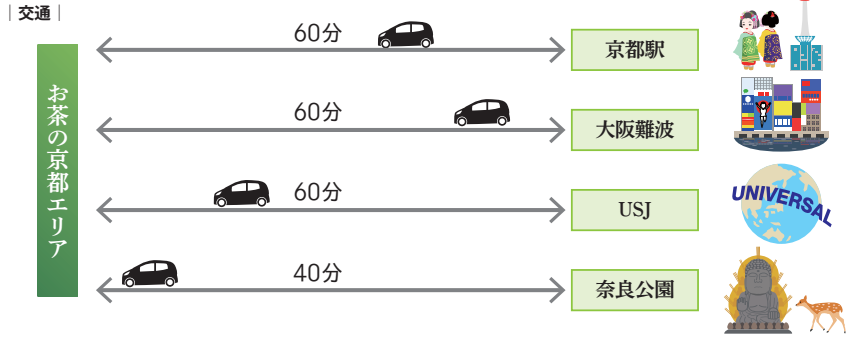 ｜交通｜
お茶の京都エリア
60分
京都駅
60分
大阪難波
60分
USJ
UNIVERSAL
40分
奈良公園